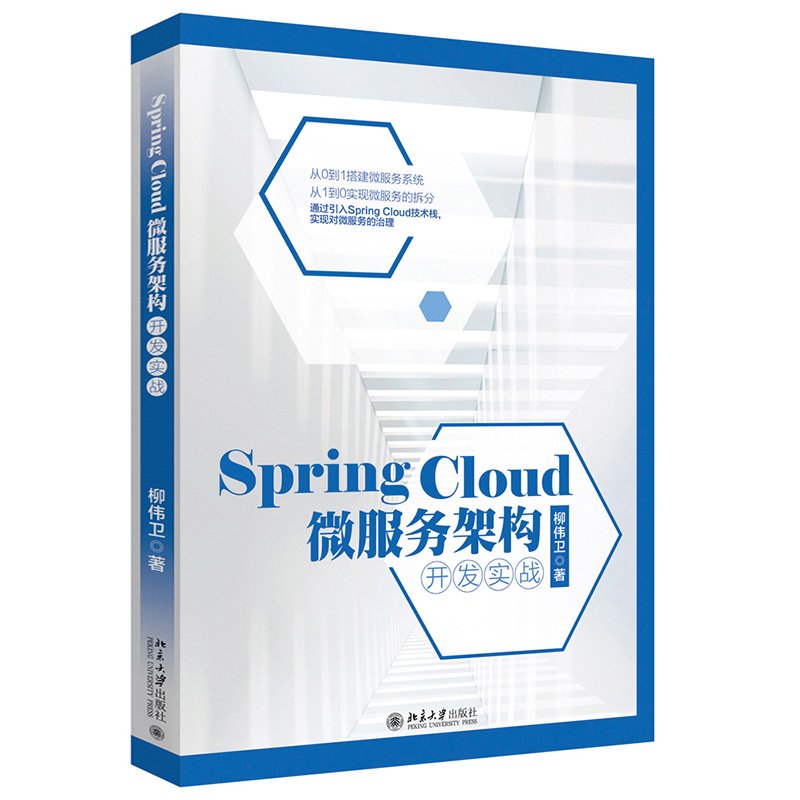 从0到1搭建微服务系统
从1到0实现微服务的拆分
通过引入Spring Cloud技术栈，
实现对微服务的治理
Spring Cloud
微服务架构
开发实战
柳伟卫◎著
北京大学出版社
PEKING UNIVERSITY PRESS
Spring Cloud 微服务架构 开发实战
柳伟卫◎著
北京大学出版社
PEKING UNIVERSITY PRESS